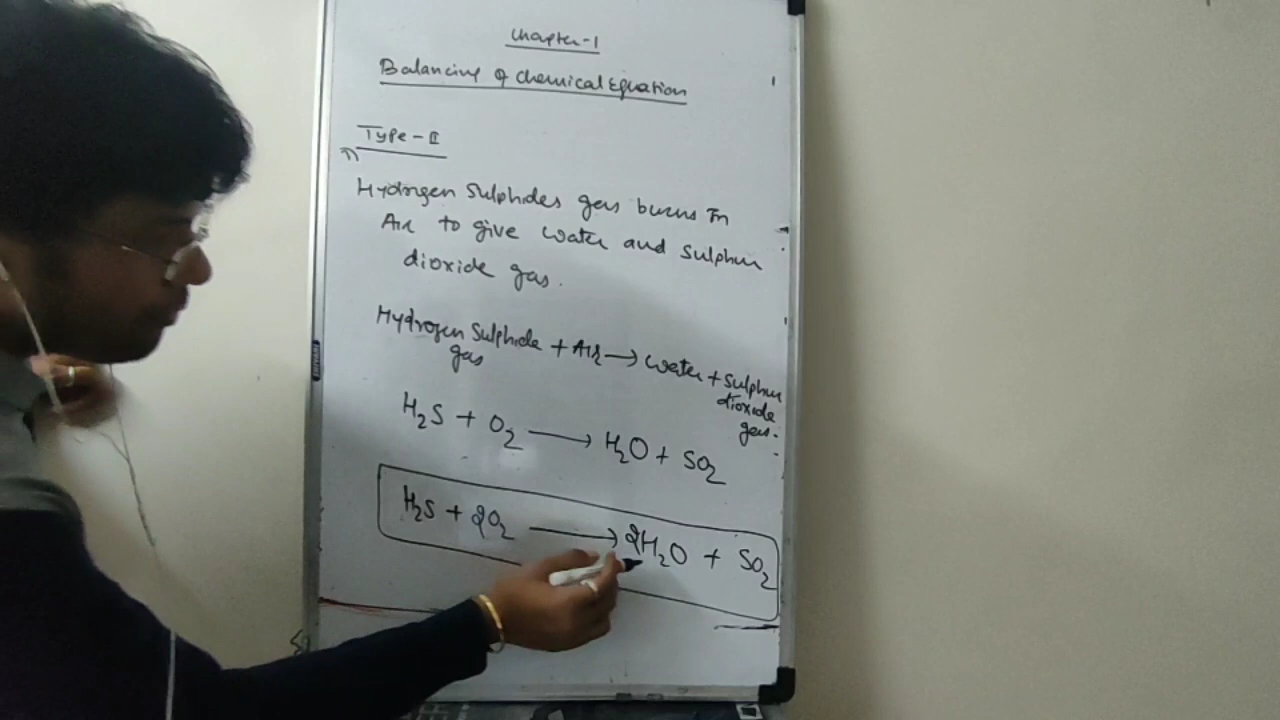 Chapter-1
Balancing of Chemical Equation
Type-II
1)
Hydrogen Sulphides gas burns in
Air to give water and Sulphur
dioxide gas.
Hydrogen Sulphide gas + Air → Water + Sulphur dioxide gas.
H₂S + O₂ → H₂O + SO₂
H₂S + 2O₂ → 2H₂O + SO₂